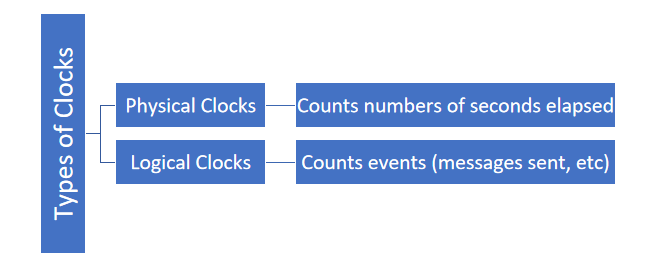 Types of Clocks
Physical Clocks
Counts numbers of seconds elapsed
Logical Clocks
Counts events (messages sent, etc)